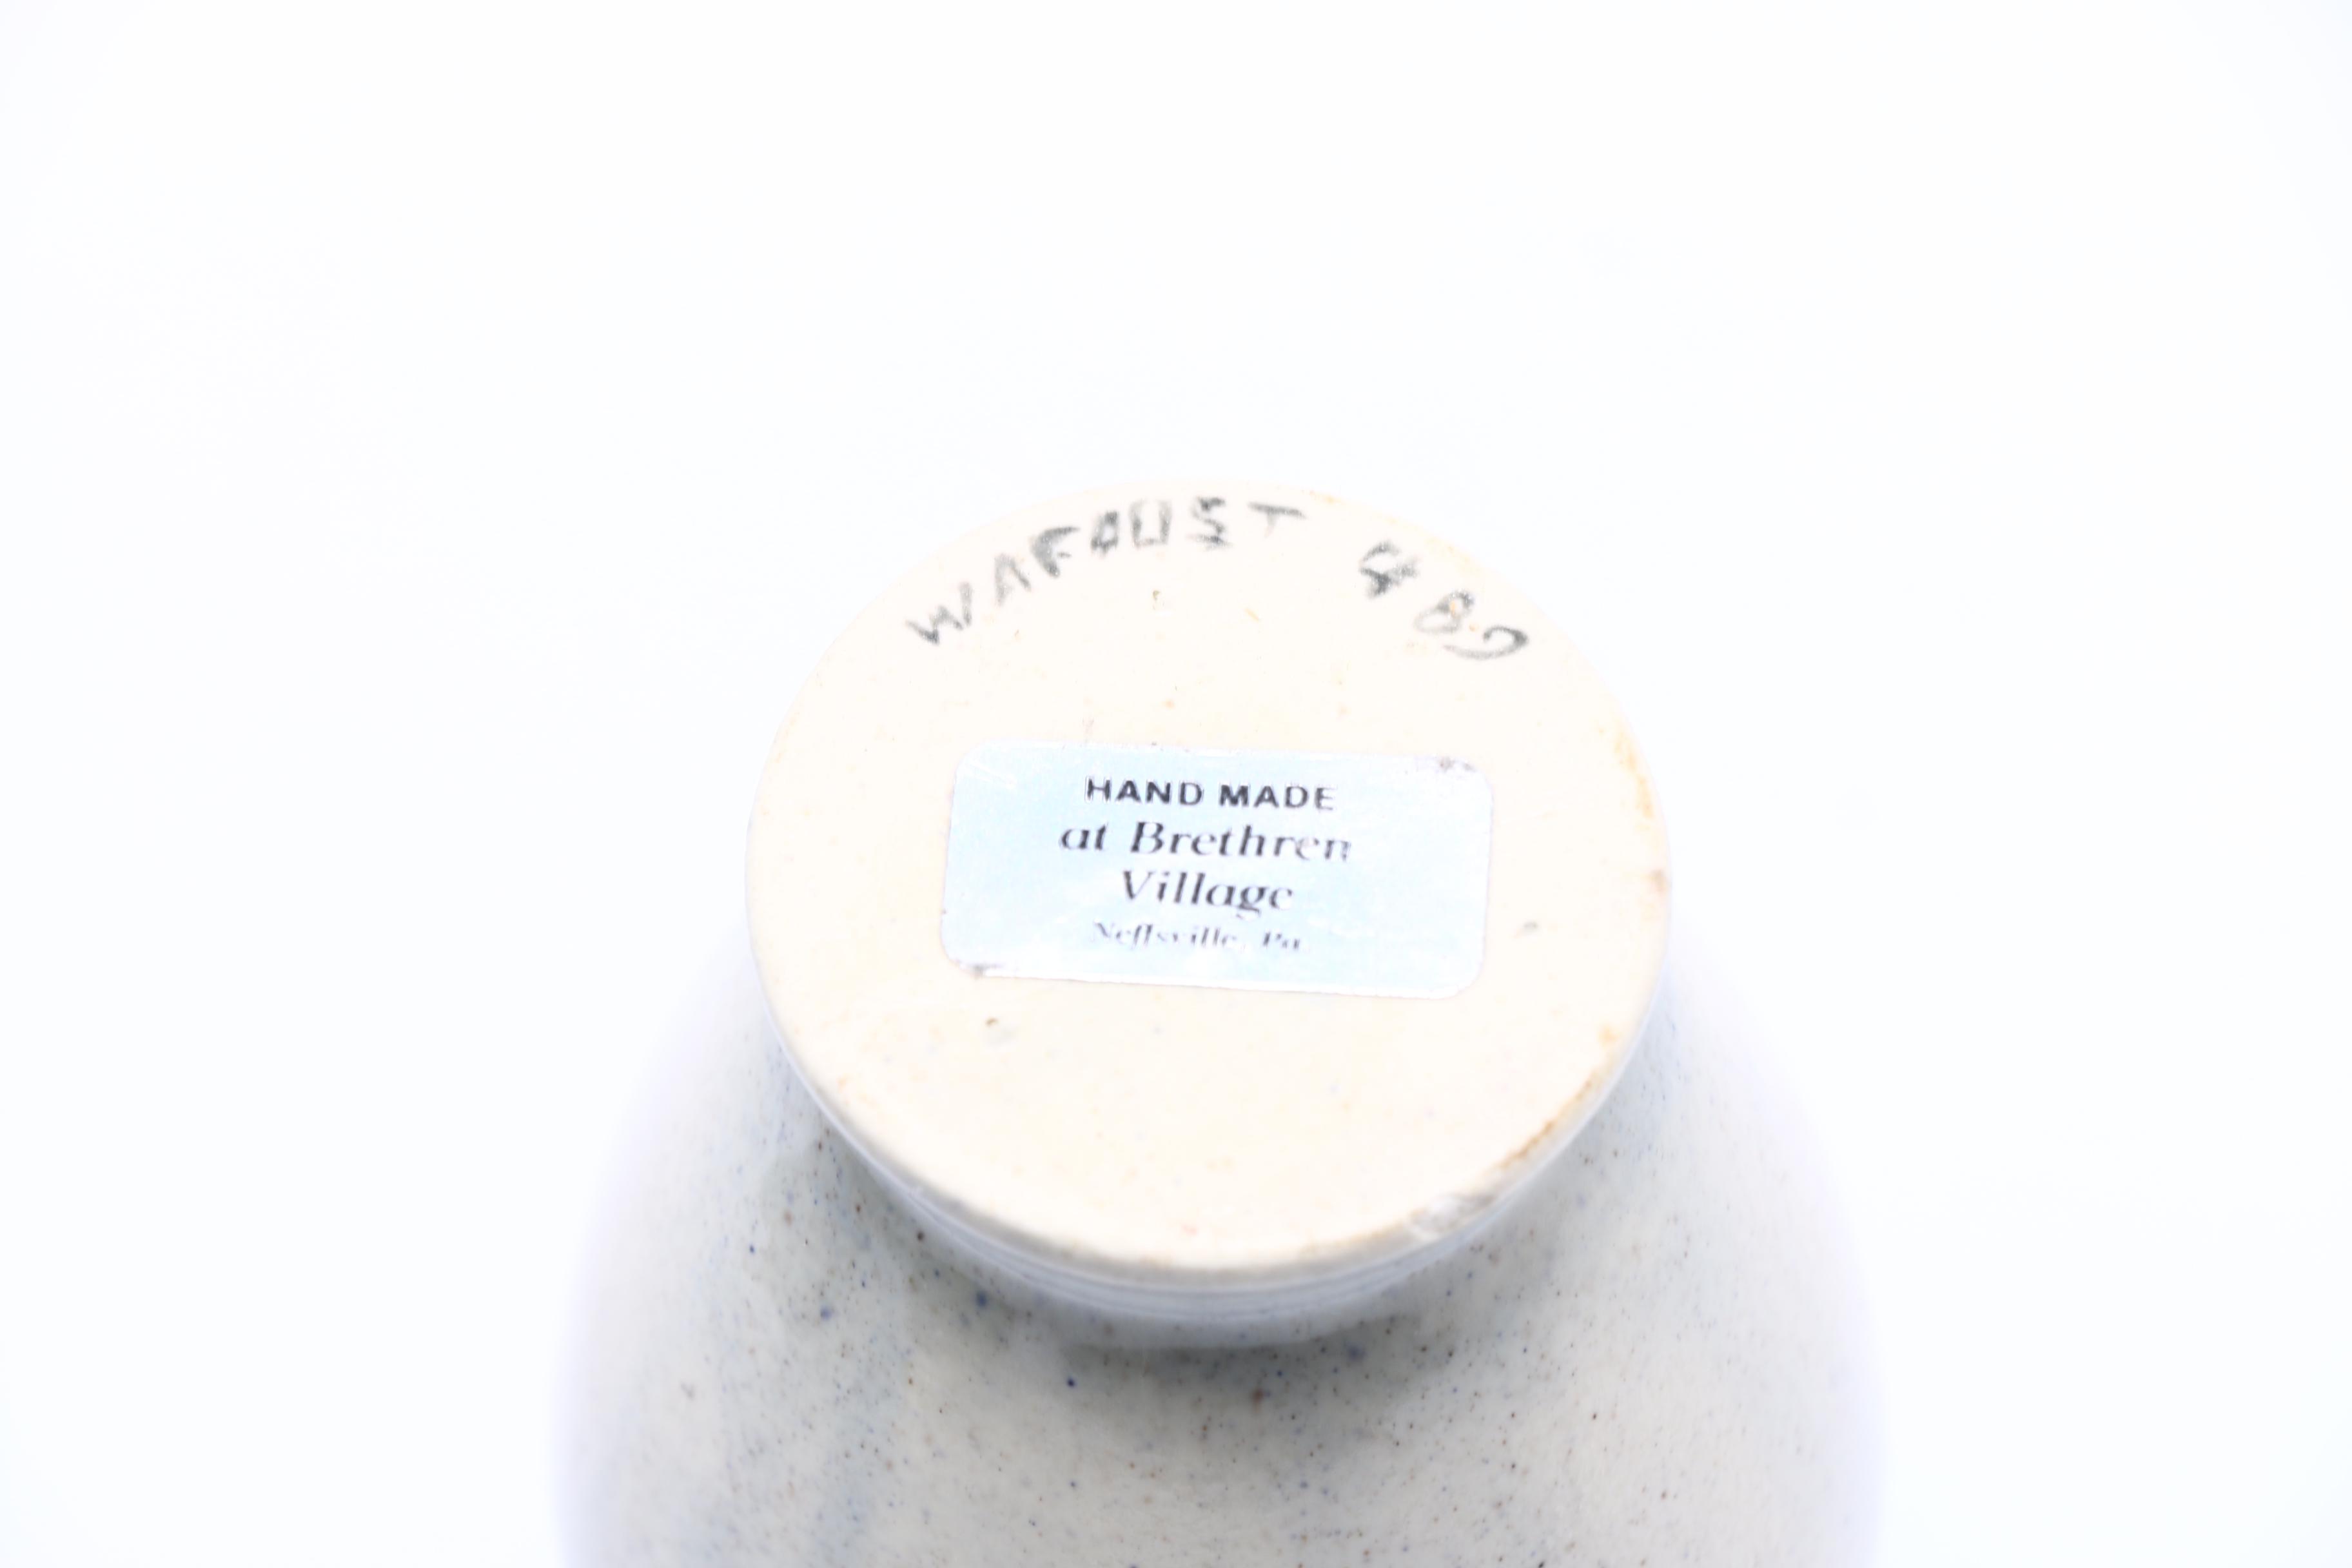 WAFAUST 489
HAND MADE
at Brethren
Village
Neffsville, Pa.